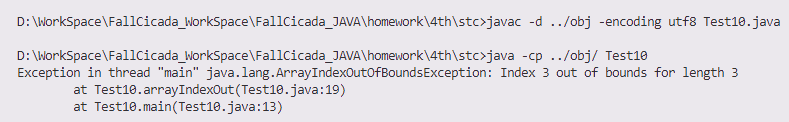 D:\WorkSpace\FallCicada_WorkSpace\FallCicada_JAVA\homework\4th\stc>javac -d ../obj -encoding utf8 Test10.java
D:\WorkSpace\FallCicada_WorkSpace\FallCicada_JAVA\homework\4th\stc>java -cp ../obj/ Test10
Exception in thread "main" java.lang.ArrayIndexOutOfBoundsException: Index 3 out of bounds for length 3
at Test10.arrayIndexOut(Test10.java:19)
at Test10.main(Test10.java:13)